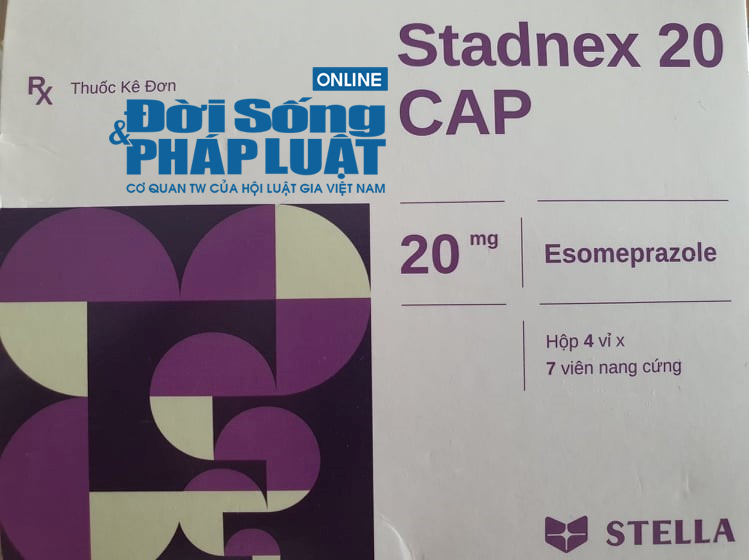 Stadnex 20
CAP
Rx Thuốc Kê Đơn
ONLINE
Đời Sống
& PHÁP LUẬT
CƠ QUAN TW CỦA HỘI LUẬT GIA VIỆT NAM
20 mg
Esomeprazole
Hộp 4 vỉ x
7 viên nang cứng
STELLA